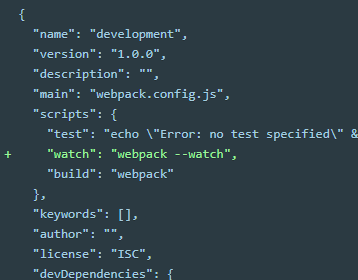 {
"name": "development",
"version": "1.0.0",
"description": "",
"main": "webpack.config.js",
"scripts": {
"test": "echo \"Error: no test specified\" &
+ "watch": "webpack --watch",
"build": "webpack"
},
"keywords": [],
"author": "",
"license": "ISC",
"devDependencies": {